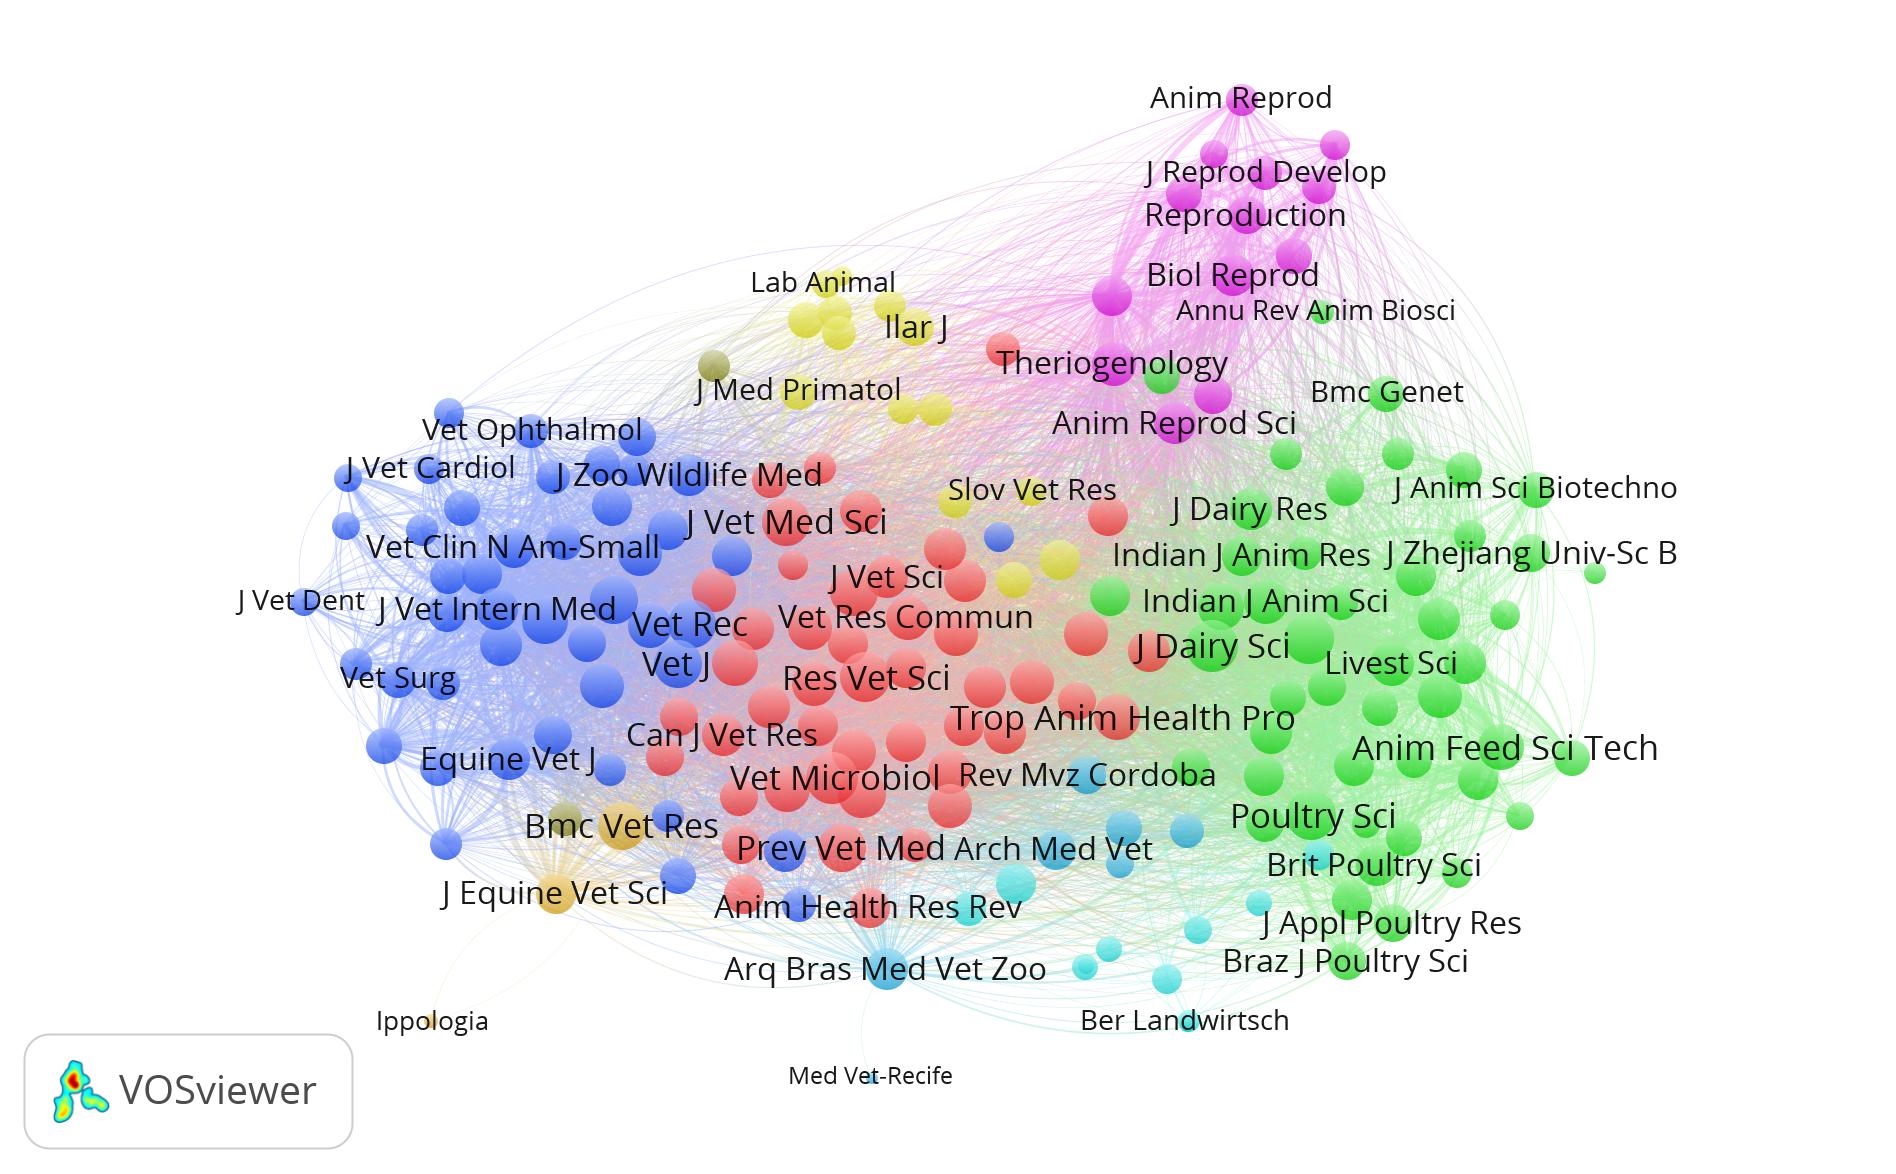 Anim Reprod
J Reprod Develop
Reproduction
Biol Reprod
Lab Animal
Annu Rev Anim Biosci
Ilar J
Theriogenology
J Med Primatol
Bmc Genet
Anim Reprod Sci
Vet Ophthalmol
J Vet Cardiol
J Zoo Wildlife Med
Slov Vet Res
J Anim Sci Biotechno
J Dairy Res
J Vet Med Sci
Vet Clin N Am-Small
Indian J Anim Res
J Zhejiang Univ-Sc B
J Vet Sci
J Vet Dent
J Vet Intern Med
Indian J Anim Sci
Vet Rec
Vet Res Commun
J Dairy Sci
Vet J
Livest Sci
Vet Surg
Res Vet Sci
Trop Anim Health Pro
Can J Vet Res
Anim Feed Sci Tech
Equine Vet J
Vet Microbiol
Rev Mvz Cordoba
Poultry Sci
Bmc Vet Res
Prev Vet Med
Arch Med Vet
Brit Poultry Sci
J Equine Vet Sci
Anim Health Res Rev
J Appl Poultry Res
Braz J Poultry Sci
Arq Bras Med Vet Zoo
Ippologia
Ber Landwirtsch
Med Vet-Recife
VOSviewer